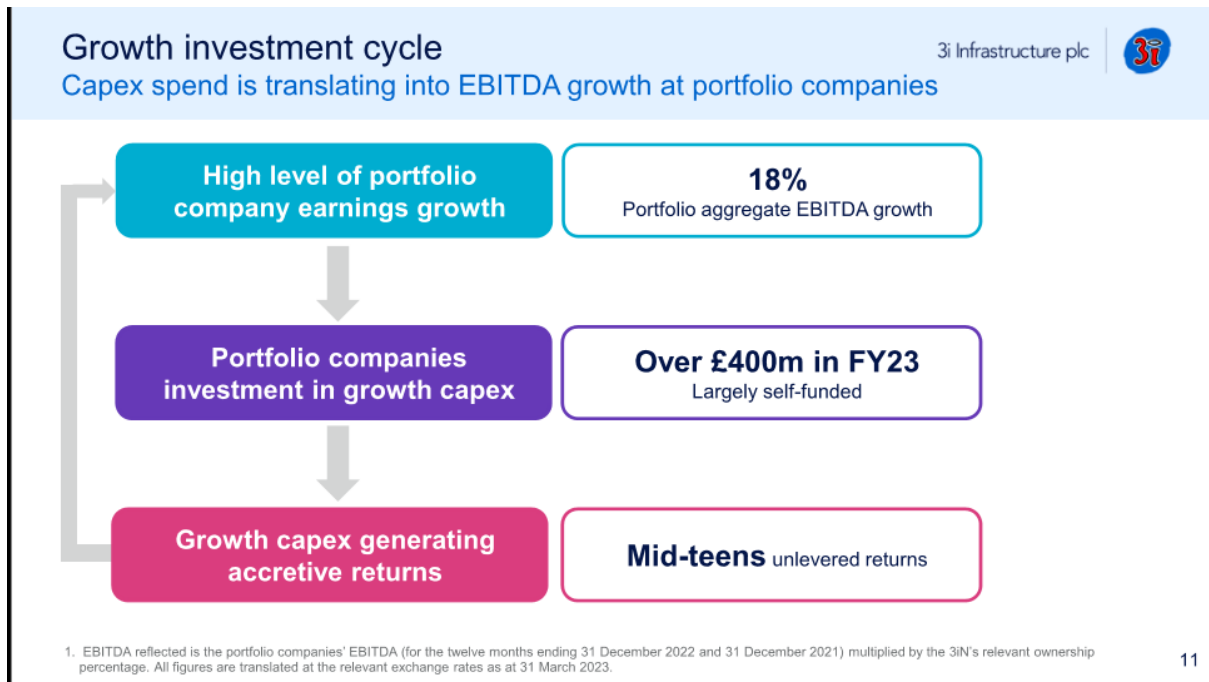 Growth investment cycle
Capex spend is translating into EBITDA growth at portfolio companies
3i Infrastructure plc
3i
High level of portfolio
company earnings growth
18%
Portfolio aggregate EBITDA growth
Portfolio companies
investment in growth capex
Over £400m in FY23
Largely self-funded
Growth capex generating
accretive returns
Mid-teens unlevered returns
1. EBITDA reflected is the portfolio companies' EBITDA (for the twelve months ending 31 December 2022 and 31 December 2021) multiplied by the 3iN's relevant ownership
percentage. All figures are translated at the relevant exchange rates as at 31 March 2023.
11